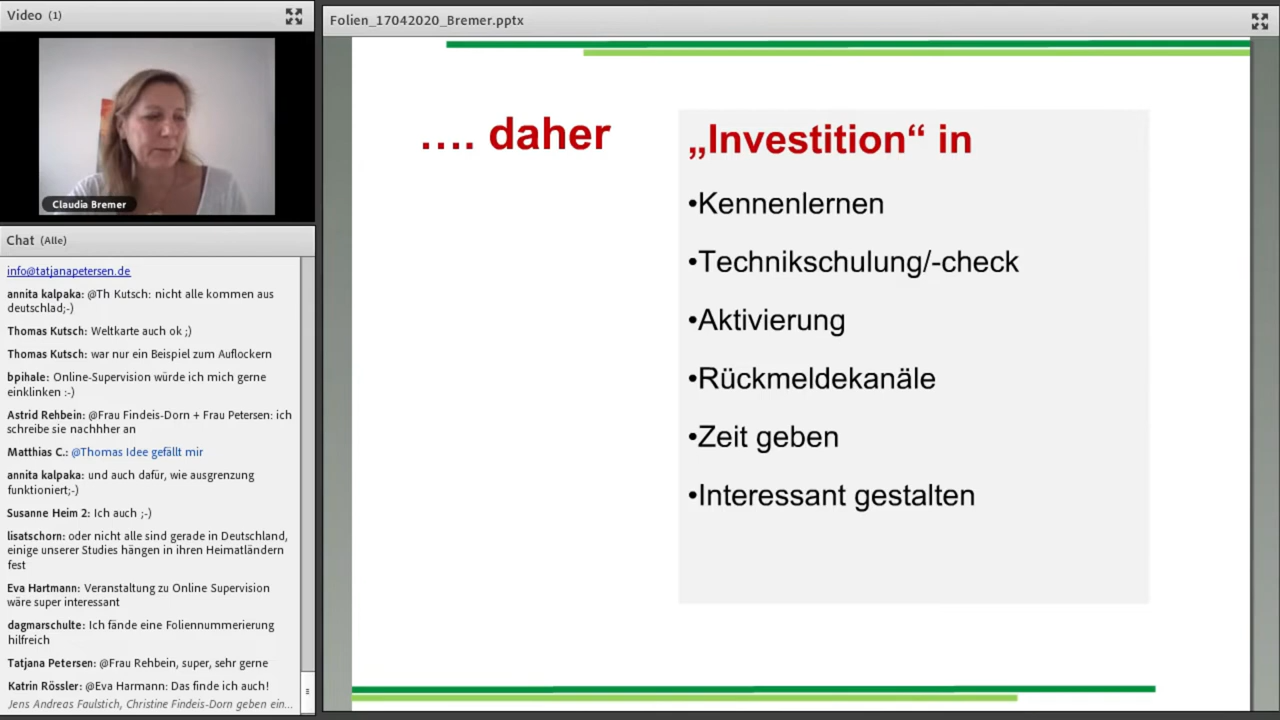 Video (1)
Claudia Bremer
Chat (Alle)
info@tatjanapetersen.de
annita kalpaka: @Th Kutsch: nicht alle kommen aus
deutschlad;-)
Thomas Kutsch: Weltkarte auch ok ;)
Thomas Kutsch: war nur ein Beispiel zum Auflockern
bpihale: Online-Supervision würde ich mich gerne
einklinken :-)
Astrid Rehbein: @Frau Findeis-Dorn + Frau Petersen: ich
schreibe sie nachhher an
Matthias C.: @Thomas Idee gefällt mir
annita kalpaka: und auch dafür, wie ausgrenzung
funktioniert;-)
Susanne Heim 2: Ich auch ;-)
lisatschorn: oder nicht alle sind gerade in Deutschland,
einige unserer Studies hängen in ihren Heimatländern
fest
Eva Hartmann: Veranstaltung zu Online Supervision
wäre super interessant
dagmarschulte: Ich fände eine Foliennummerierung
hilfreich
Tatjana Petersen: @Frau Rehbein, super, sehr gerne
Katrin Rössler: @Eva Harmann: Das finde ich auch!
Jens Andreas Faulstich, Christine Findeis-Dorn geben ein...
Folien_17042020_Bremer.pptx
.... daher
„Investition“ in
•Kennenlernen
•Technikschulung/-check
•Aktivierung
•Rückmeldekanäle
•Zeit geben
•Interessant gestalten